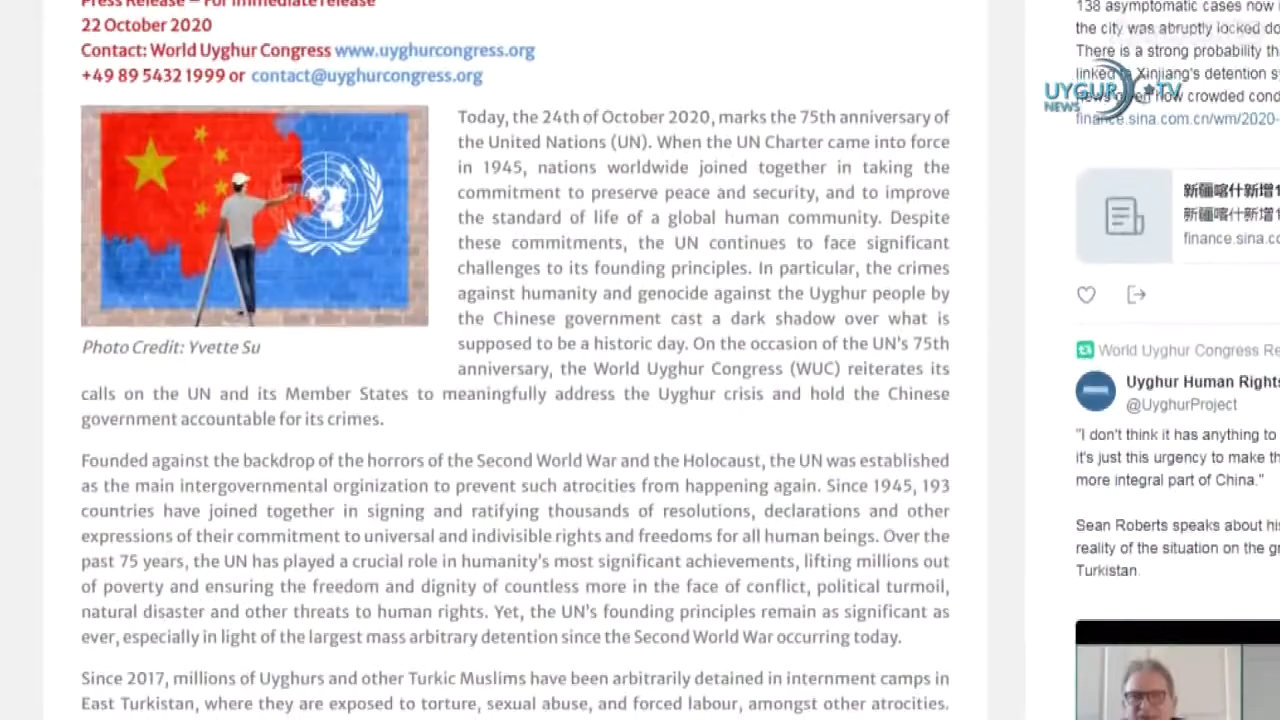 Press Release – For immediate release
22 October 2020
Contact: World Uyghur Congress www.uyghurcongress.org
+49 89 5432 1999 or contact@uyghurcongress.org
Today, the 24th of October 2020, marks the 75th anniversary of
the United Nations (UN). When the UN Charter came into force
in 1945, nations worldwide joined together in taking the
commitment to preserve peace and security, and to improve
the standard of life of a global human community. Despite
these commitments, the UN continues to face significant
challenges to its founding principles. In particular, the crimes
against humanity and genocide against the Uyghur people by
the Chinese government cast a dark shadow over what is
supposed to be a historic day. On the occasion of the UN's 75th
anniversary, the World Uyghur Congress (WUC) reiterates its
Photo Credit: Yvette Su
calls on the UN and its Member States to meaningfully address the Uyghur crisis and hold the Chinese
government accountable for its crimes.
Founded against the backdrop of the horrors of the Second World War and the Holocaust, the UN was established
as the main intergovernmental orginization to prevent such atrocities from happening again. Since 1945, 193
countries have joined together in signing and ratifying thousands of resolutions, declarations and other
expressions of their commitment to universal and indivisible rights and freedoms for all human beings. Over the
past 75 years, the UN has played a crucial role in humanity's most significant achievements, lifting millions out
of poverty and ensuring the freedom and dignity of countless more in the face of conflict, political turmoil,
natural disaster and other threats to human rights. Yet, the UN's founding principles remain as significant as
ever, especially in light of the largest mass arbitrary detention since the Second World War occurring today.
Since 2017, millions of Uyghurs and other Turkic Muslims have been arbitrarily detained in internment camps in
East Turkistan, where they are exposed to torture, sexual abuse, and forced labour, amongst other atrocities.
138 asymptomatic cases now
the city was abruptly locked
There is a strong probability
linked to Xinjiang's detention
now crowded
finance.sina.com.cn/wm/2020-
UYGUR TV
NEWS
新疆喀什新增1
新疆喀什新增1
finance.sina.c
World Uyghur Congress
Uyghur Human Rights
@UyghurProject
"I don't think it has anything to
it's just this urgency to make
more integral part of China."
Sean Roberts speaks about
reality of the situation on the
Turkistan.